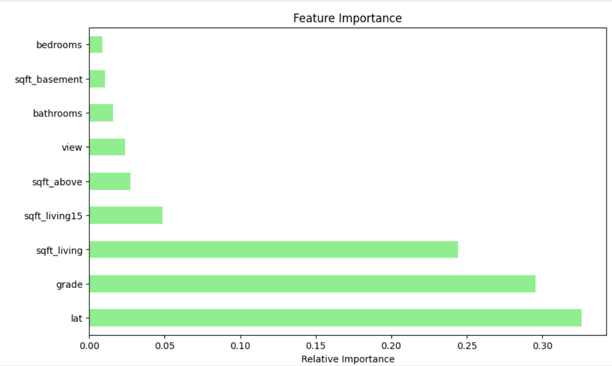 Feature Importance
bedrooms
sqft_basement
bathrooms
view
sqft_above
sqft_living15
sqft_living
grade
lat
0.00 0.05 0.10 0.15 0.20 0.25 0.30
Relative Importance